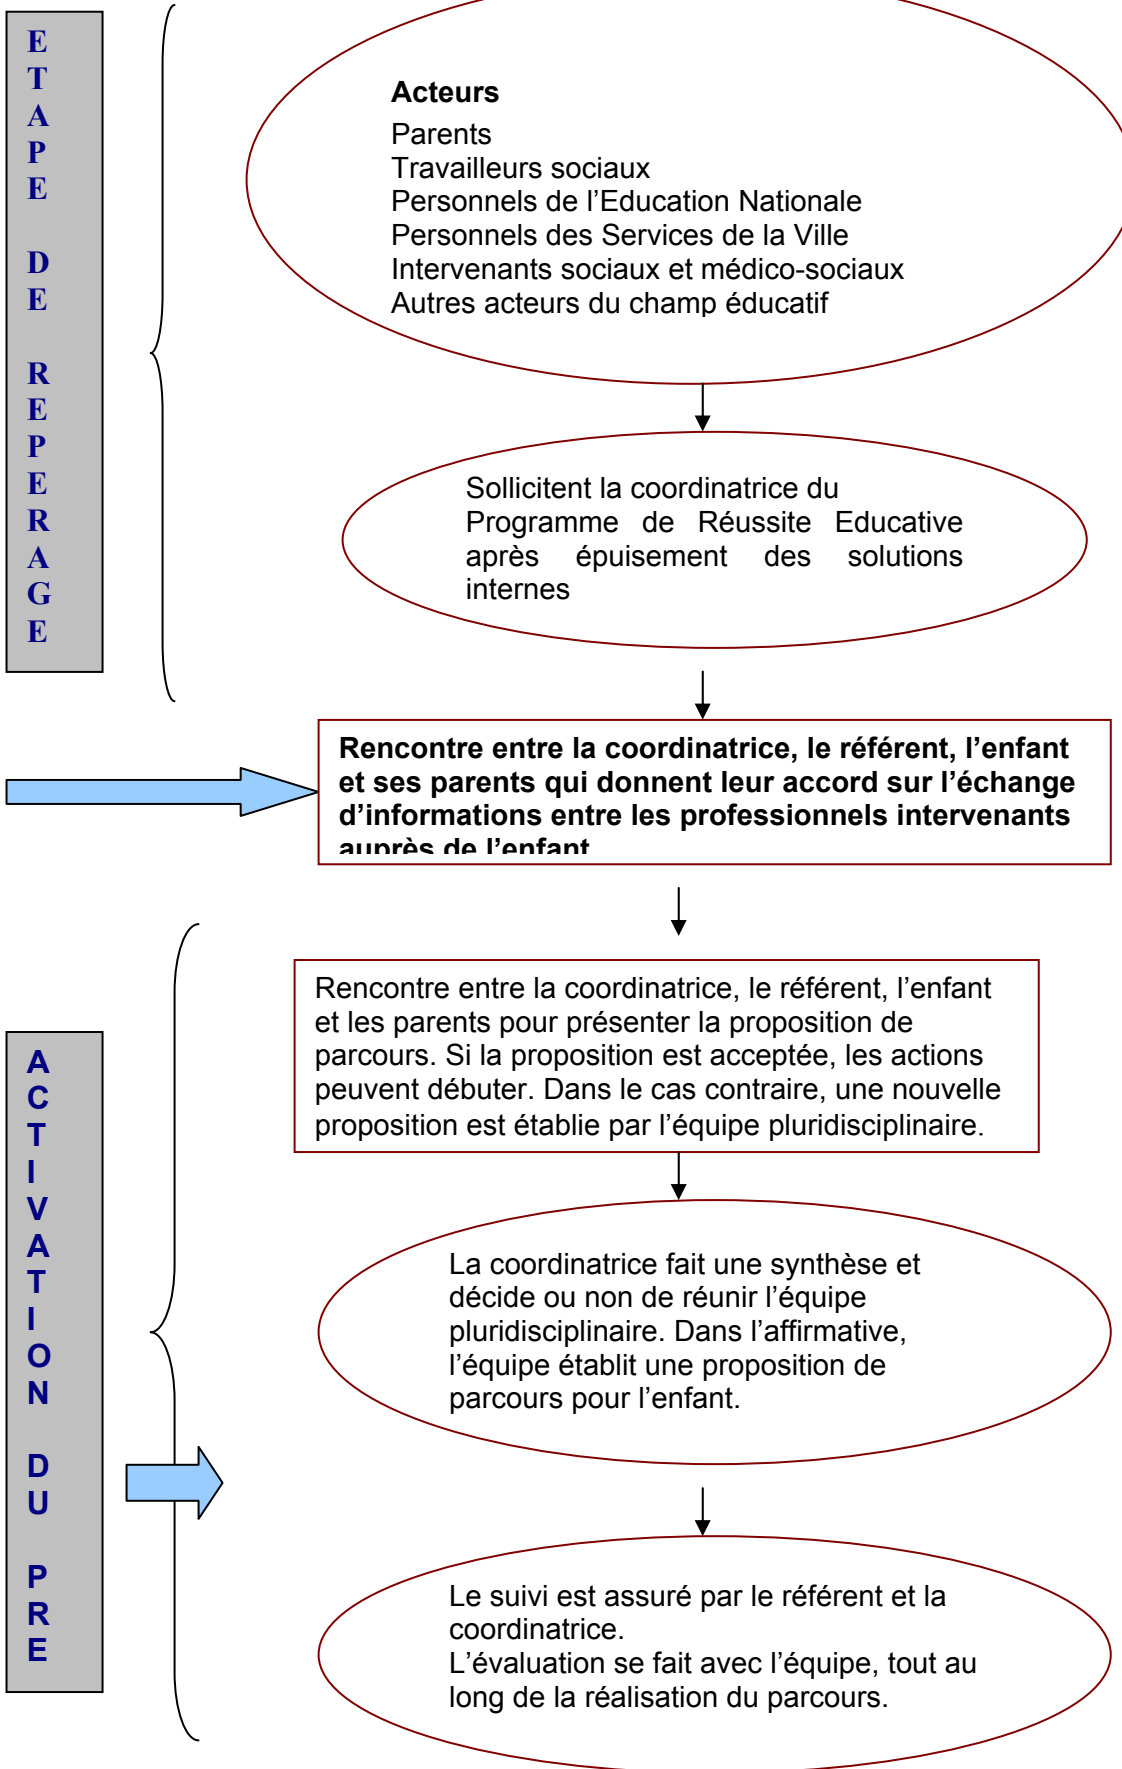 ETAPE DE REPERAGE
Acteurs
Parents
Travailleurs sociaux
Personnels de l’Education Nationale
Personnels des Services de la Ville
Intervenants sociaux et médico-sociaux
Autres acteurs du champ éducatif
Sollicitent la coordinatrice du
Programme de Réussite Educative
après épuisement des solutions
internes
Rencontre entre la coordinatrice, le référent, l’enfant
et ses parents qui donnent leur accord sur l’échange
d’informations entre les professionnels intervenants
auprès de l’enfant
ACTIVATION DU PRE
Rencontre entre la coordinatrice, le référent, l’enfant
et les parents pour présenter la proposition de
parcours. Si la proposition est acceptée, les actions
peuvent débuter. Dans le cas contraire, une nouvelle
proposition est établie par l’équipe pluridisciplinaire.
La coordinatrice fait une synthèse et
décide ou non de réunir l’équipe
pluridisciplinaire. Dans l’affirmative,
l’équipe établit une proposition de
parcours pour l’enfant.
Le suivi est assuré par le référent et la
coordinatrice.
L’évaluation se fait avec l’équipe, tout au
long de la réalisation du parcours.